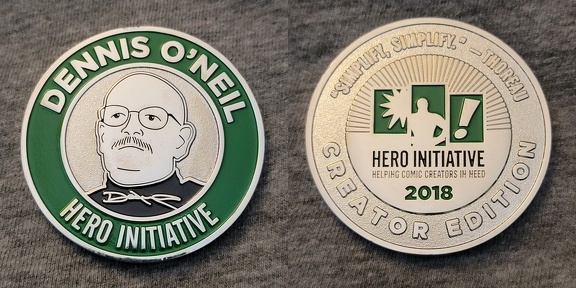 DENNIS O'NEIL
HERO INITIATIVE
"SIMPLIFY, SIMPLIFY." — THOREAU
!
HERO INITIATIVE
HELPING COMIC CREATORS IN NEED
2018
CREATOR EDITION